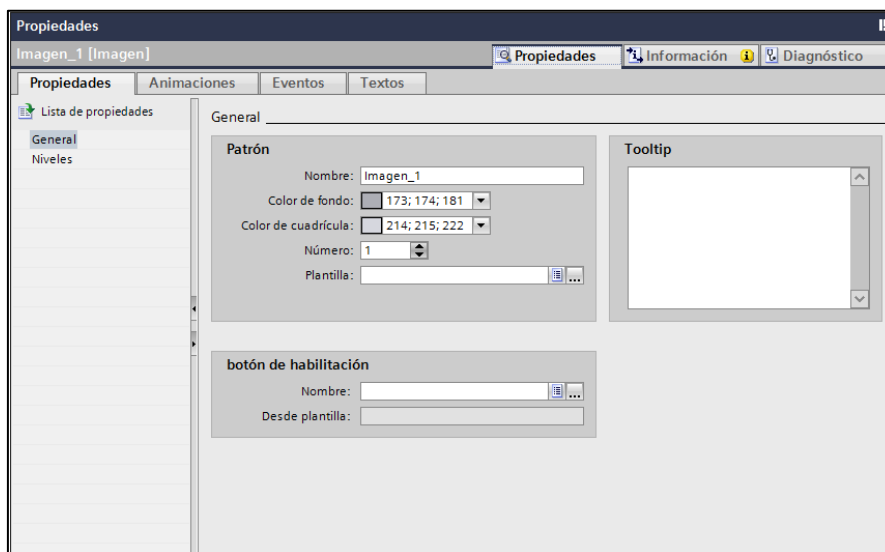 Propiedades
Imagen_1 [Imagen]
Propiedades
Información
Diagnóstico
Propiedades
Animaciones
Eventos
Textos
Lista de propiedades
General
Niveles
General
Patrón
Nombre: Imagen_1
Color de fondo: 173; 174; 181
Color de cuadrícula: 214; 215; 222
Número: 1
Plantilla:
...
Tooltip
botón de habilitación
Nombre:
...
Desde plantilla: